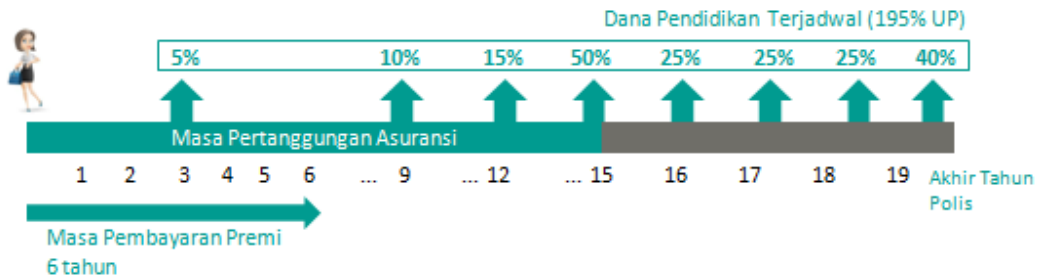 Dana Pendidikan Terjadwal (195% UP)
5% 10% 15% 50% 25% 25% 25% 40%
Masa Pertanggungan Asuransi
1 2 3 4 5 6 ... 9 ... 12 ... 15 16 17 18 19 Akhir Tahun
Polis
Masa Pembayaran Premi
6 tahun